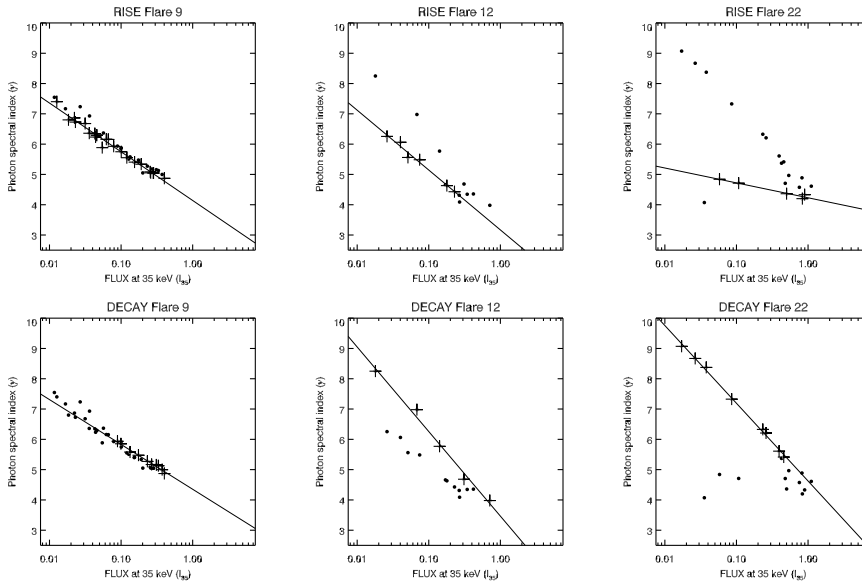 RISE Flare 9
RISE Flare 12
RISE Flare 22
Photon spectral index (γ)
10
9
8
7
6
5
4
3
0.01 0.10 1.00
FLUX at 35 keV (I35)
Photon spectral index (γ)
10
9
8
7
6
5
4
3
0.01 0.10 1.00
FLUX at 35 keV (I35)
Photon spectral index (γ)
10
9
8
7
6
5
4
3
0.01 0.10 1.00
FLUX at 35 keV (I35)
DECAY Flare 9
DECAY Flare 12
DECAY Flare 22
Photon spectral index (γ)
10
9
8
7
6
5
4
3
0.01 0.10 1.00
FLUX at 35 keV (I35)
Photon spectral index (γ)
10
9
8
7
6
5
4
3
0.01 0.10 1.00
FLUX at 35 keV (I35)
Photon spectral index (γ)
10
9
8
7
6
5
4
3
0.01 0.10 1.00
FLUX at 35 keV (I35)